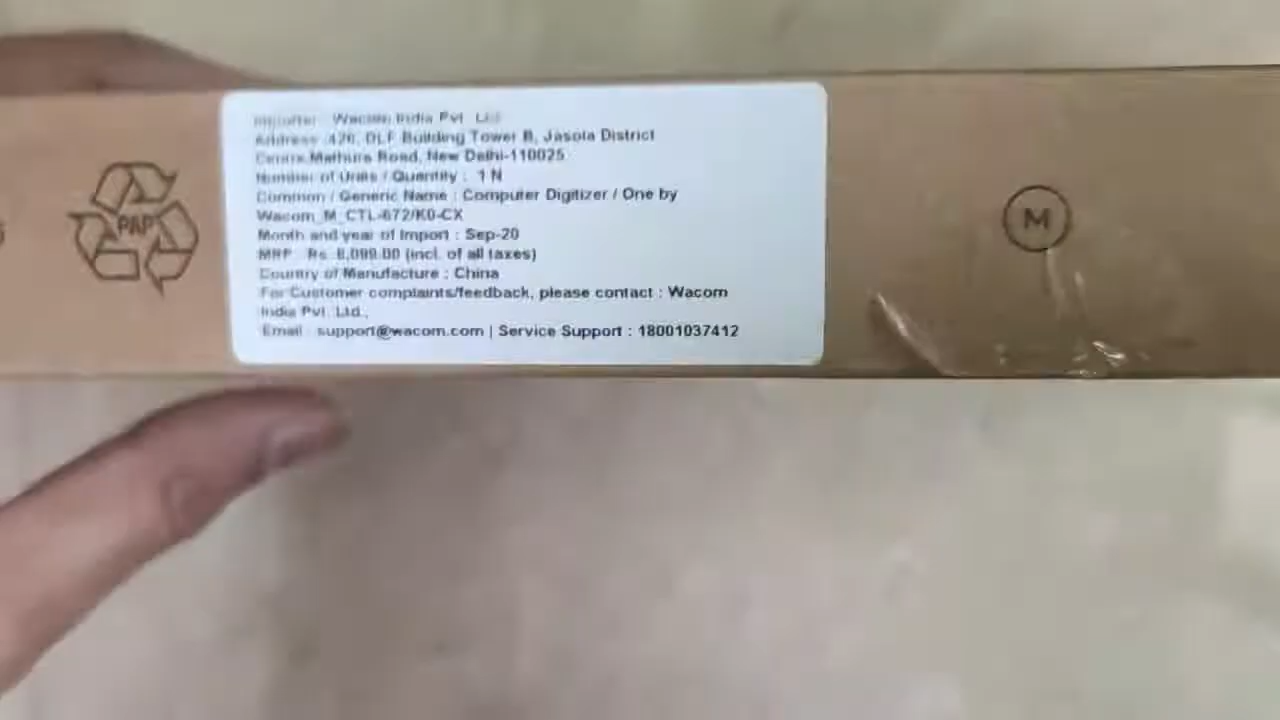 PAP
Importer : Wacom India Pvt. Ltd.
Address :426, DLF Building Tower B, Jasola District
Centre,Mathura Road, New Delhi-110025
Number of Units / Quantity : 1 N
Common / Generic Name : Computer Digitizer / One by
Wacom_M_CTL-672/K0-CX
Month and year of Import : Sep-20
MRP : Rs. (incl. of all taxes)
Country of Manufacture : China
For Customer complaints/feedback, please contact : Wacom
India Pvt. Ltd.,
Email : support@wacom.com | Service Support : 18001037412
M